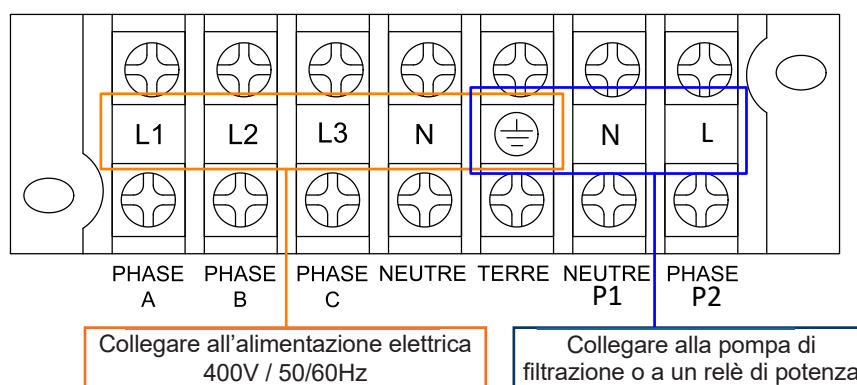 L1 L2 L3 N N L
PHASE PHASE PHASE NEUTRE TERRE NEUTRE PHASE
A B C P1 P2
Collegare all'alimentazione elettrica
400V / 50/60Hz
Collegare alla pompa di
filtrazione o a un relè di potenza